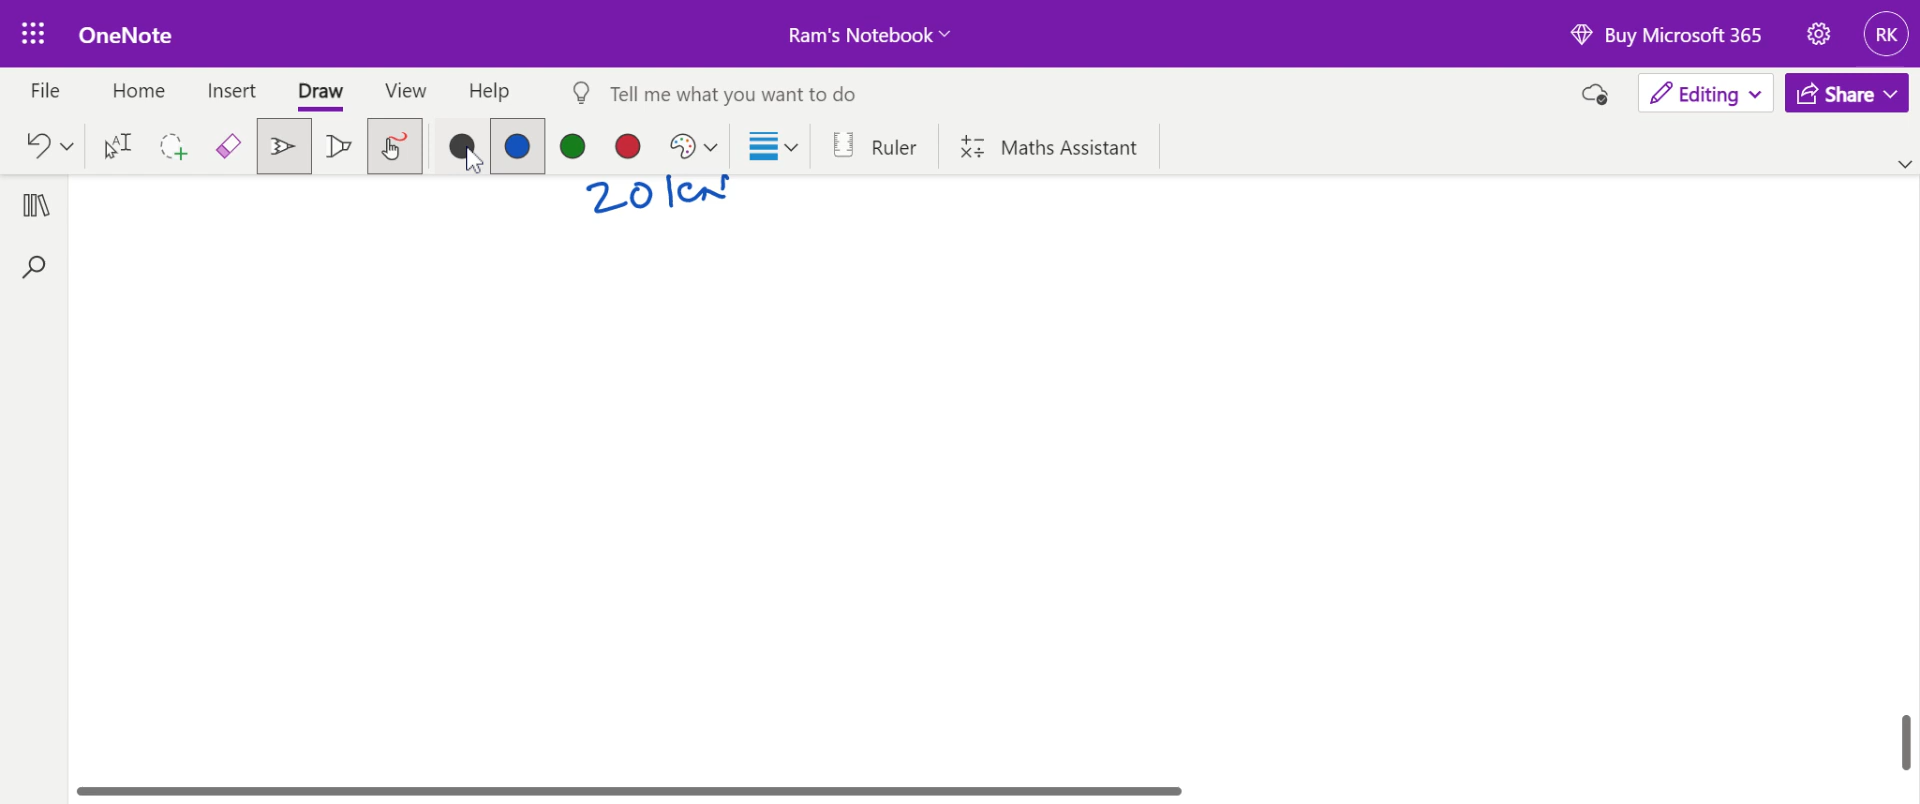 OneNote
Ram's Notebook
Buy Microsoft 365
RK
File Home Insert Draw View Help Tell me what you want to do
Editing Share
Ruler Maths Assistant
20 kN